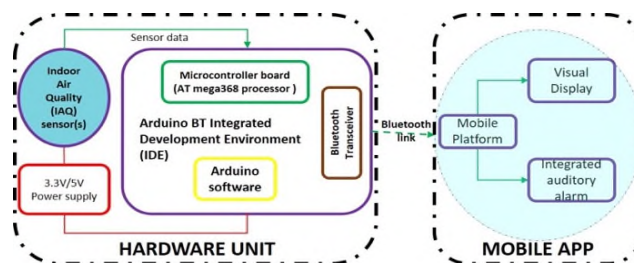 Sensor data
Indoor
Air
Quality
(IAQ)
sensor(s)
Microcontroller board
(AT mega368 processor )
Arduino BT Integrated
Development Environment
(IDE)
Bluetooth
Transceiver
Arduino
software
3.3V/5V
Power supply
HARDWARE UNIT
Bluetooth
link
Mobile
Platform
Visual
Display
Integrated
auditory
alarm
MOBILE APP